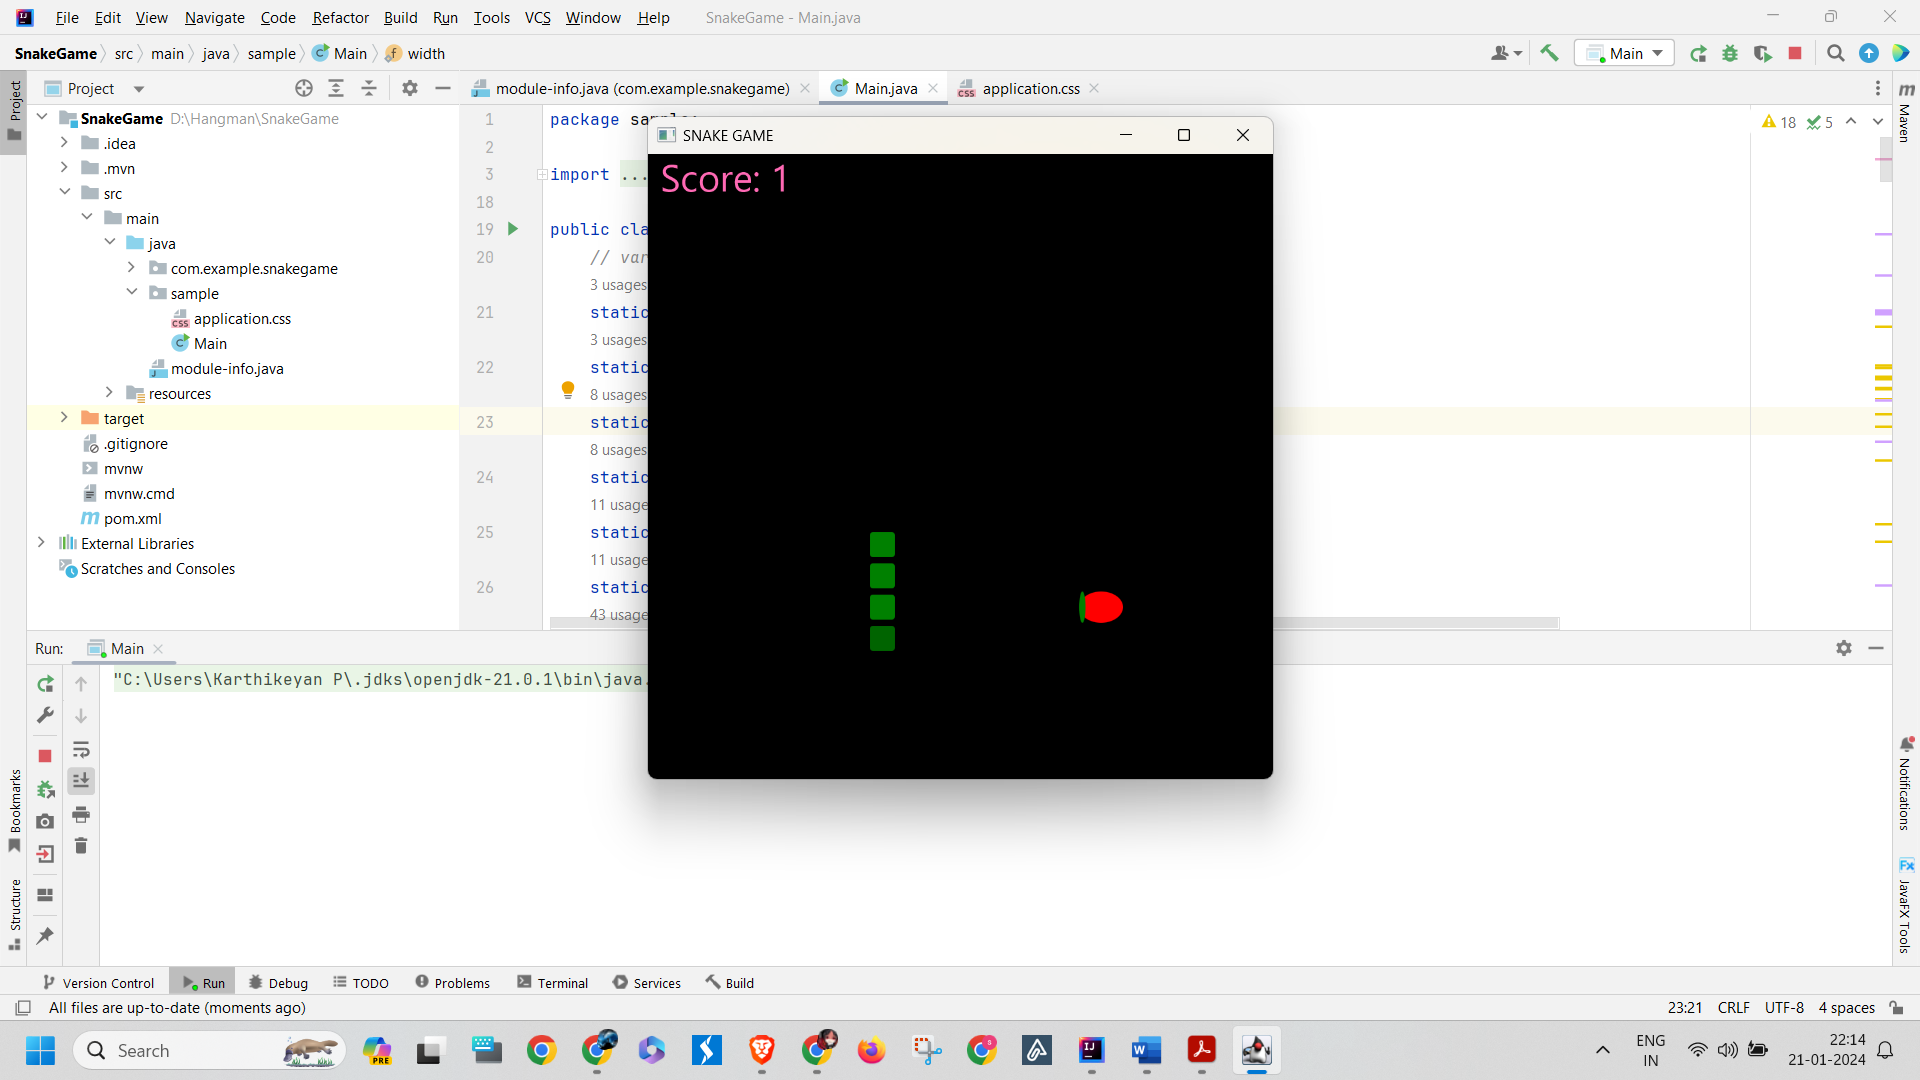 File Edit View Navigate Code Refactor Build Run Tools VCS Window Help SnakeGame - Main.java
SnakeGame src main java sample Main width
Main
Project
module-info.java (com.example.snakegame) Main.java application.css
SnakeGame D:\Hangman\SnakeGame
.idea
.mvn
src
main
java
com.example.snakegame
sample
application.css
Main
module-info.java
resources
target
.gitignore
mvnw
mvnw.cmd
pom.xml
External Libraries
Scratches and Consoles
1 package
2
3 import ...
18
19 public cla
20 // var
3 usages
21 static
3 usages
22 static
8 usages
23 static
8 usages
24 static
11 usages
25 static
11 usages
26 static
43 usage
18 5
SNAKE GAME
Score: 1
Run: Main
"C:\Users\Karthikeyan P\.jdks\openjdk-21.0.1\bin\java.
Project
Bookmarks
Structure
Maven
Notifications
JavaFX Tools
Version Control Run Debug TODO Problems Terminal Services Build
All files are up-to-date (moments ago)
23:21 CRLF UTF-8 4 spaces
Search
PRE
ENG
IN
22:14
21-01-2024